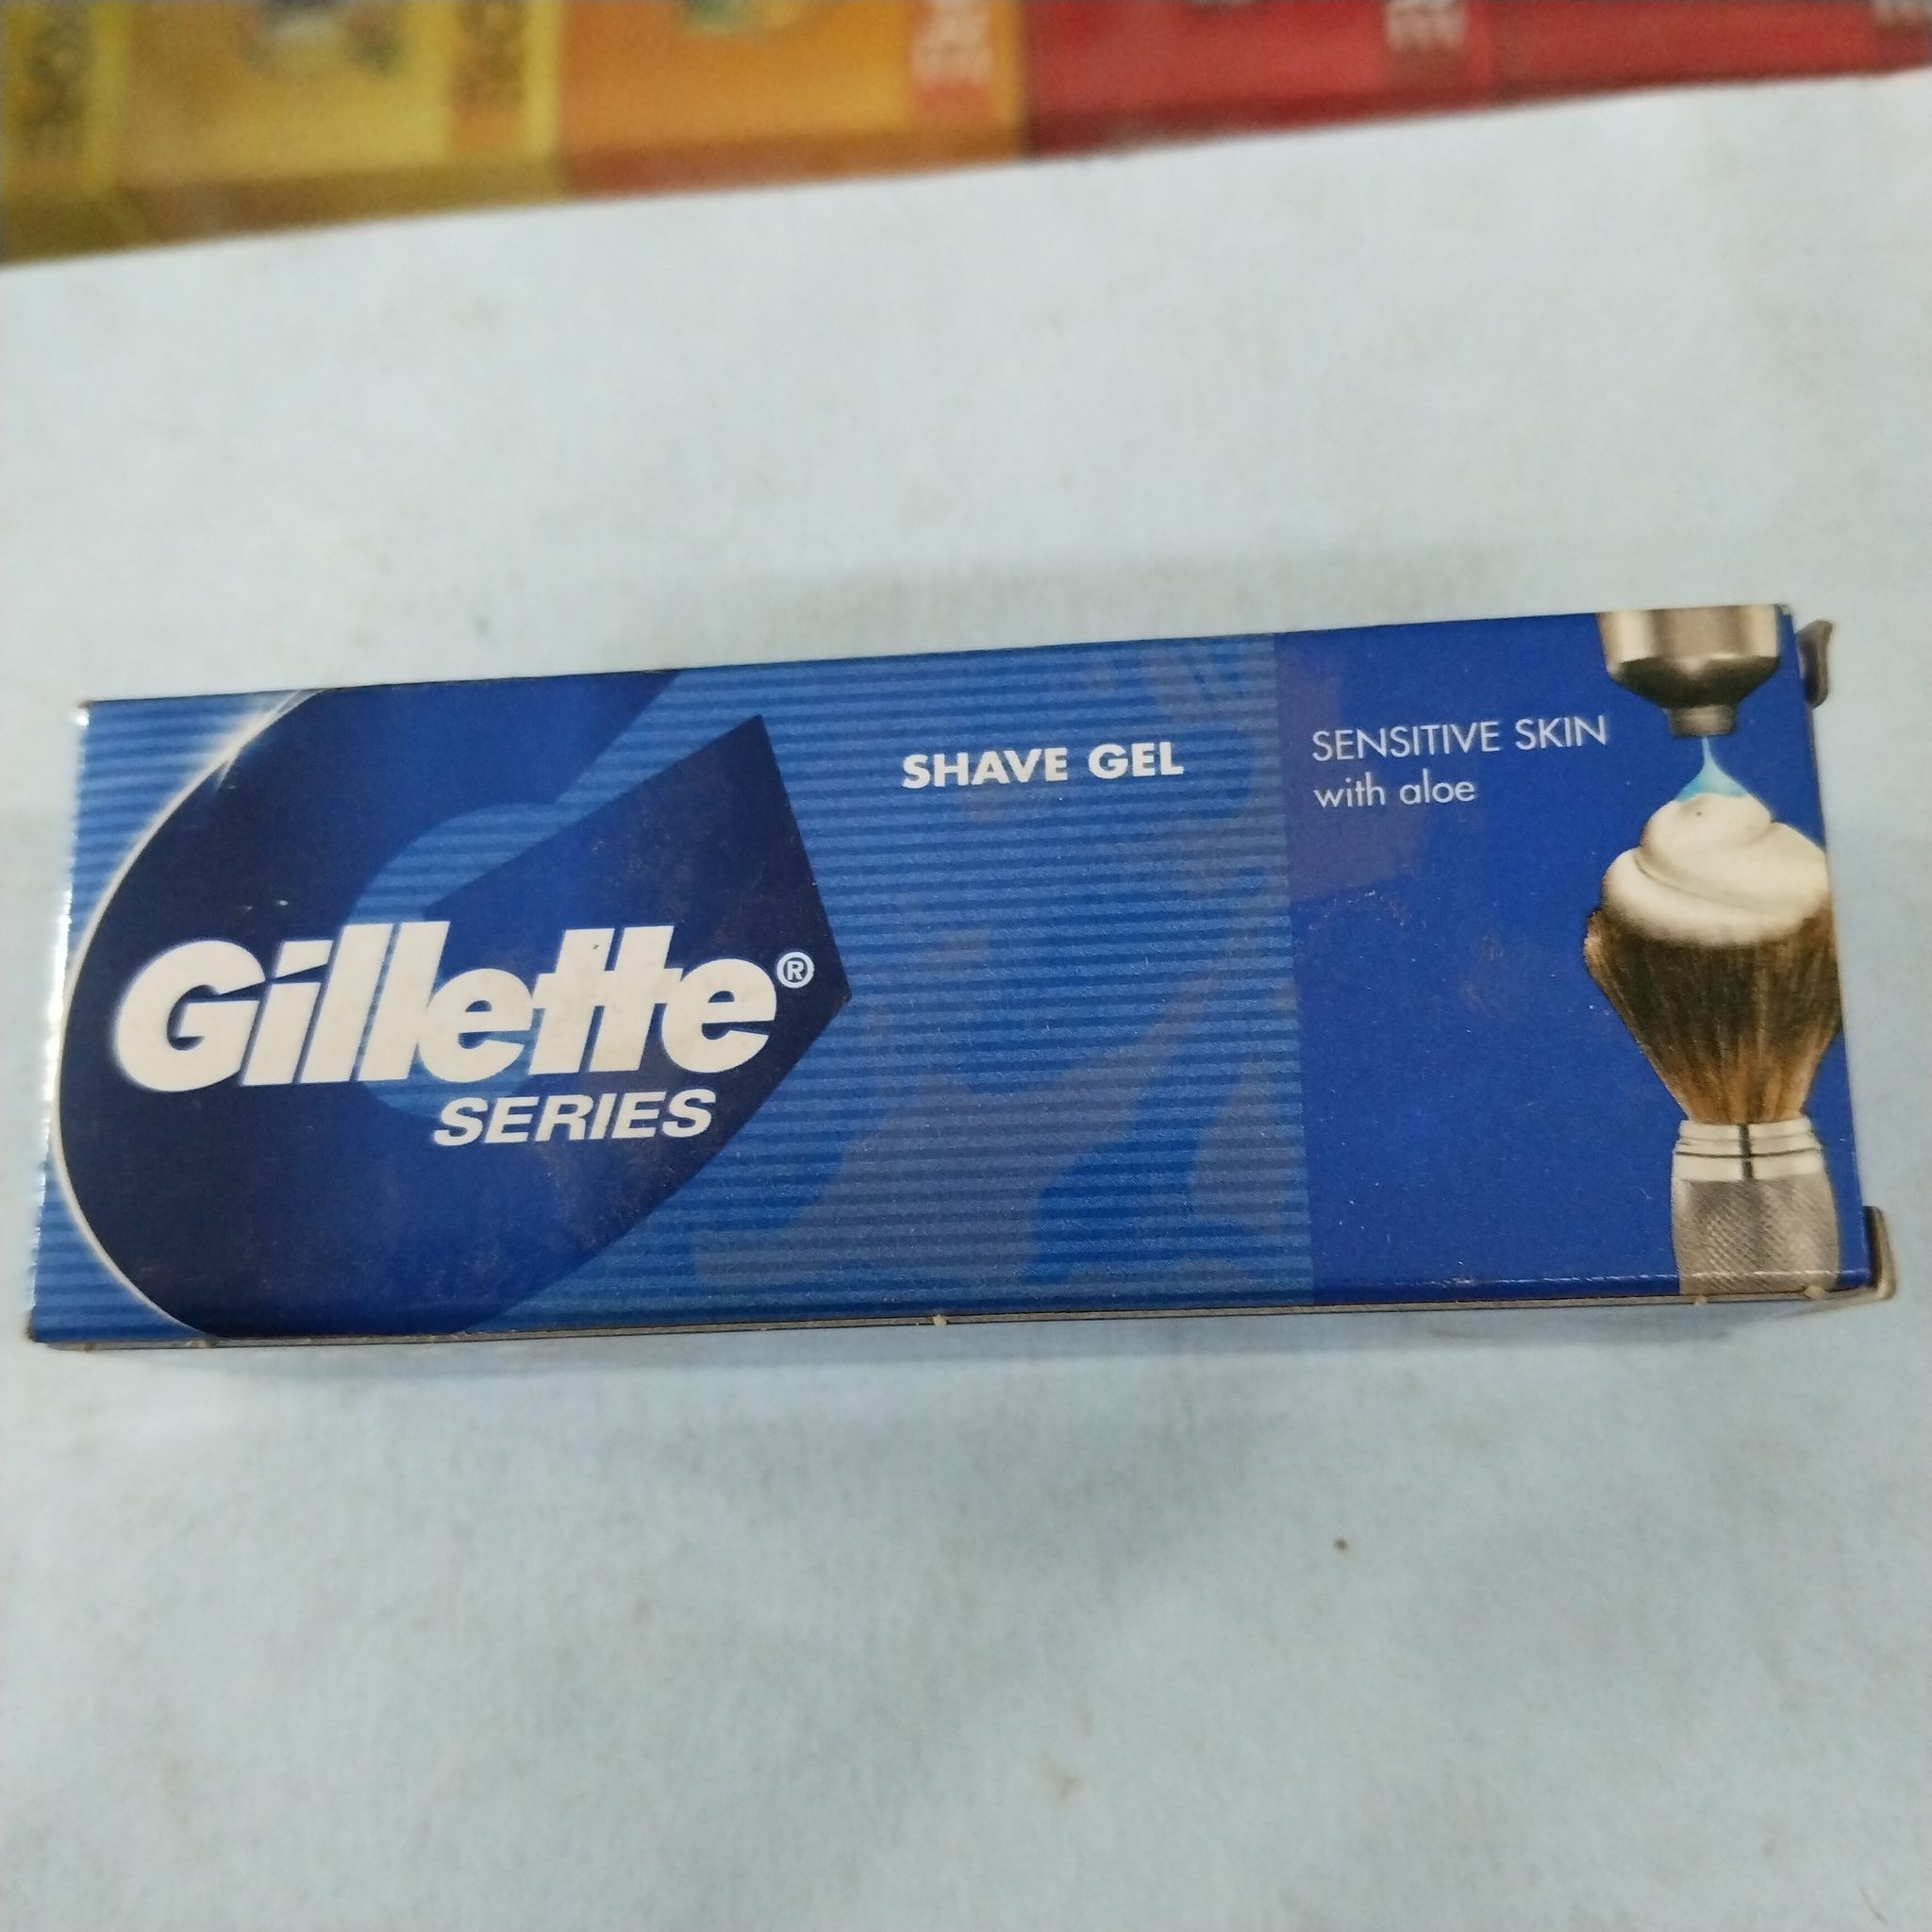 Gillette®
SERIES
SHAVE GEL
SENSITIVE SKIN
with aloe